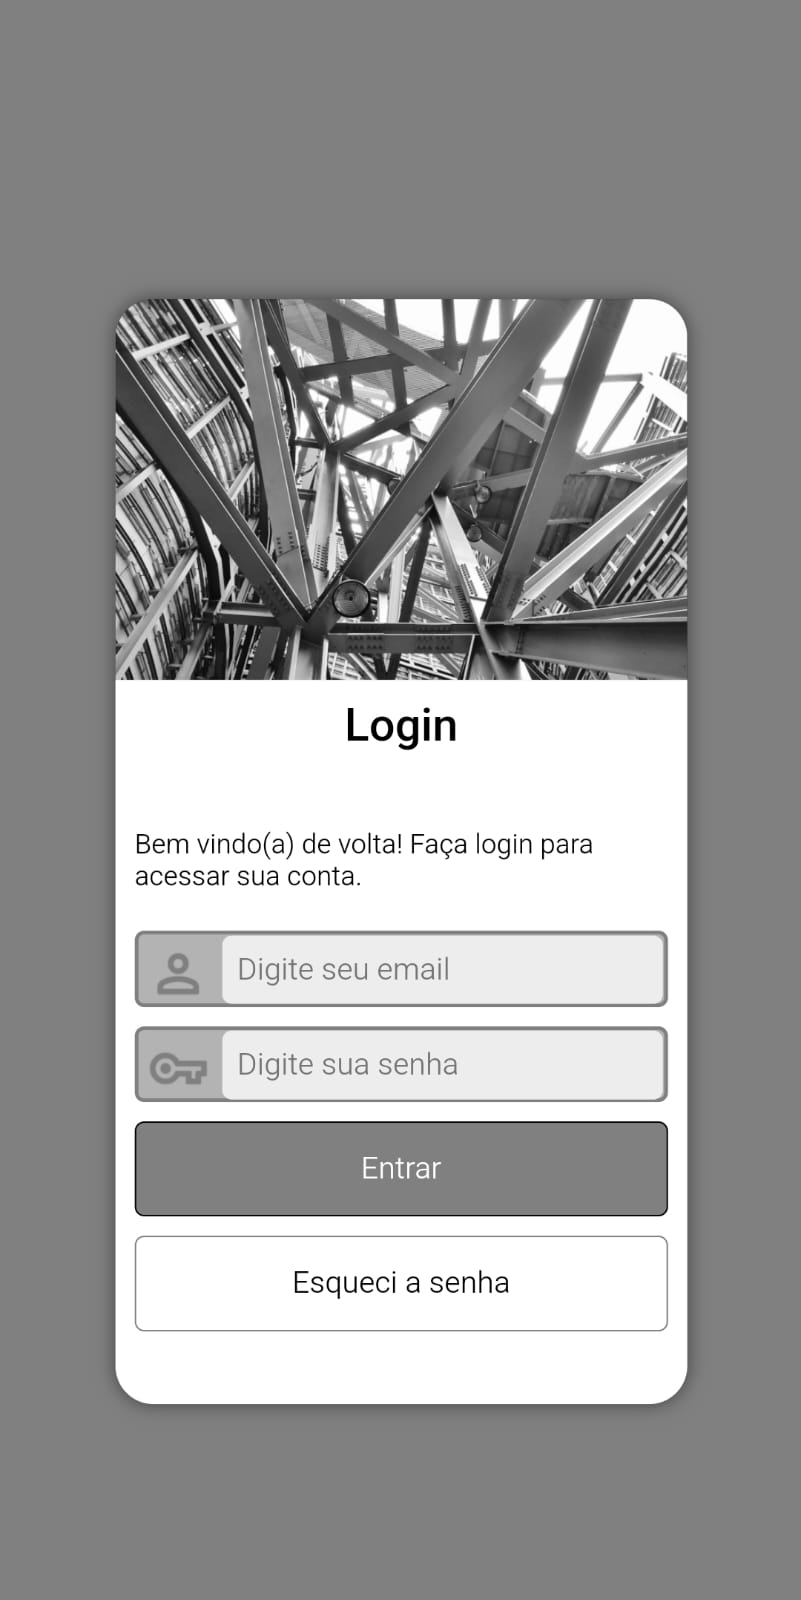 Login
Bem vindo(a) de volta! Faça login para
acessar sua conta.
Digite seu email
Digite sua senha
Entrar
Esqueci a senha